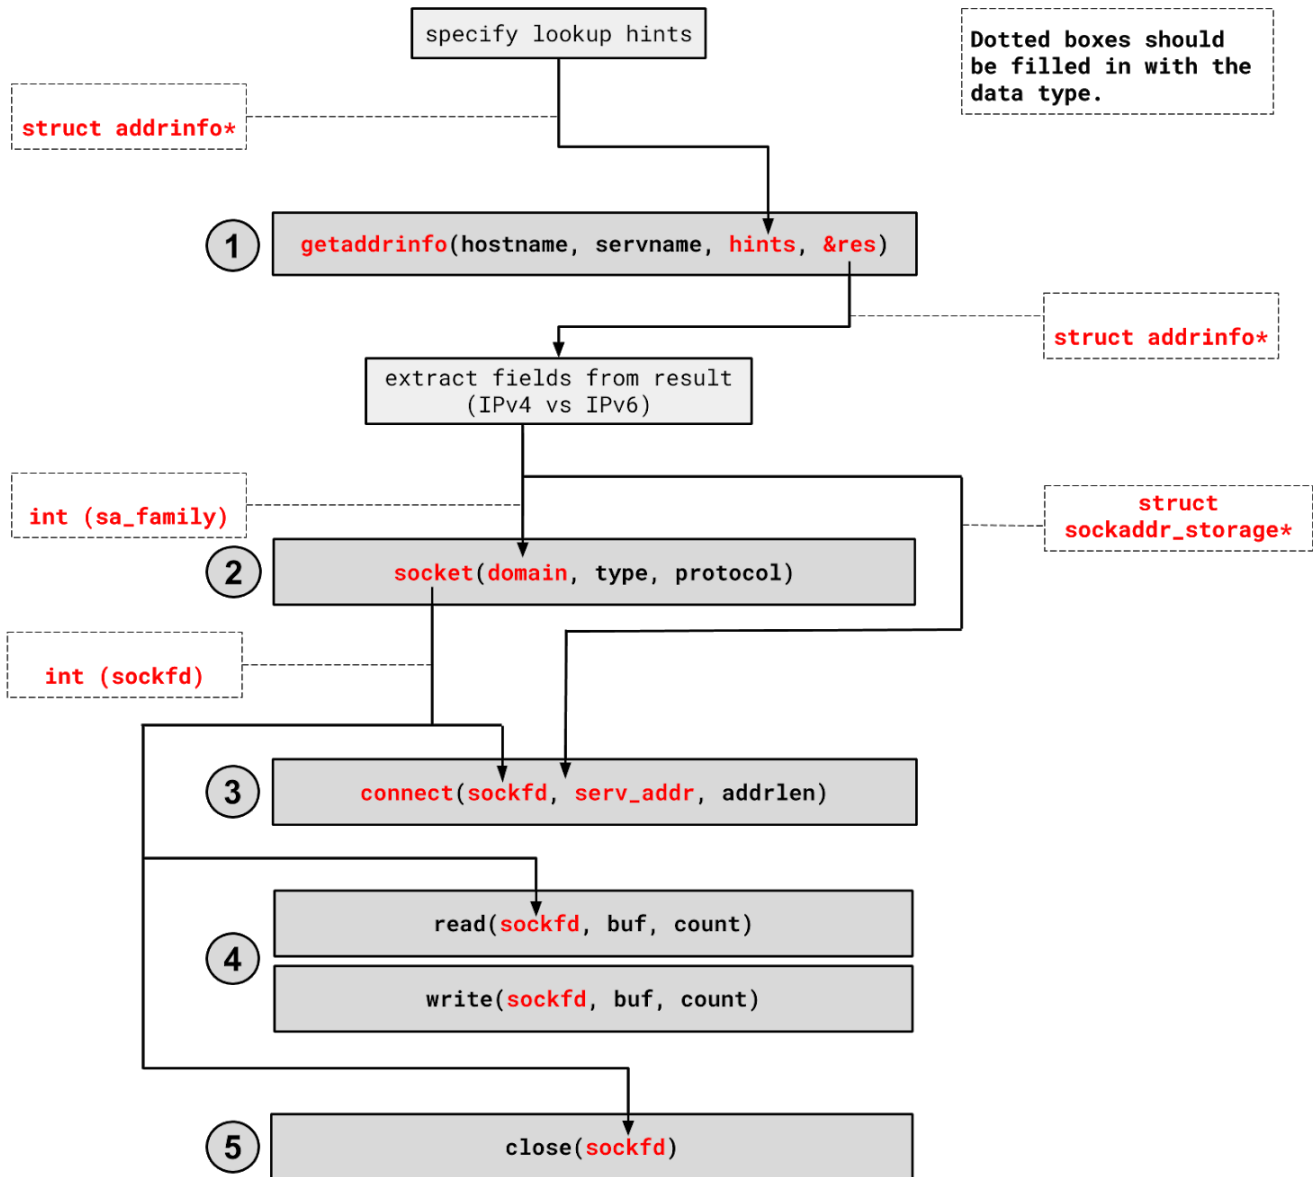 specify lookup hints
Dotted boxes should
be filled in with the
data type.
struct addrinfo*
1
getaddrinfo(hostname, servname, hints, &res)
struct addrinfo*
extract fields from result
(IPv4 vs IPv6)
int (sa_family)
struct
sockaddr_storage*
2
socket(domain, type, protocol)
int (sockfd)
3
connect(sockfd, serv_addr, addrlen)
4
read(sockfd, buf, count)
write(sockfd, buf, count)
5
close(sockfd)